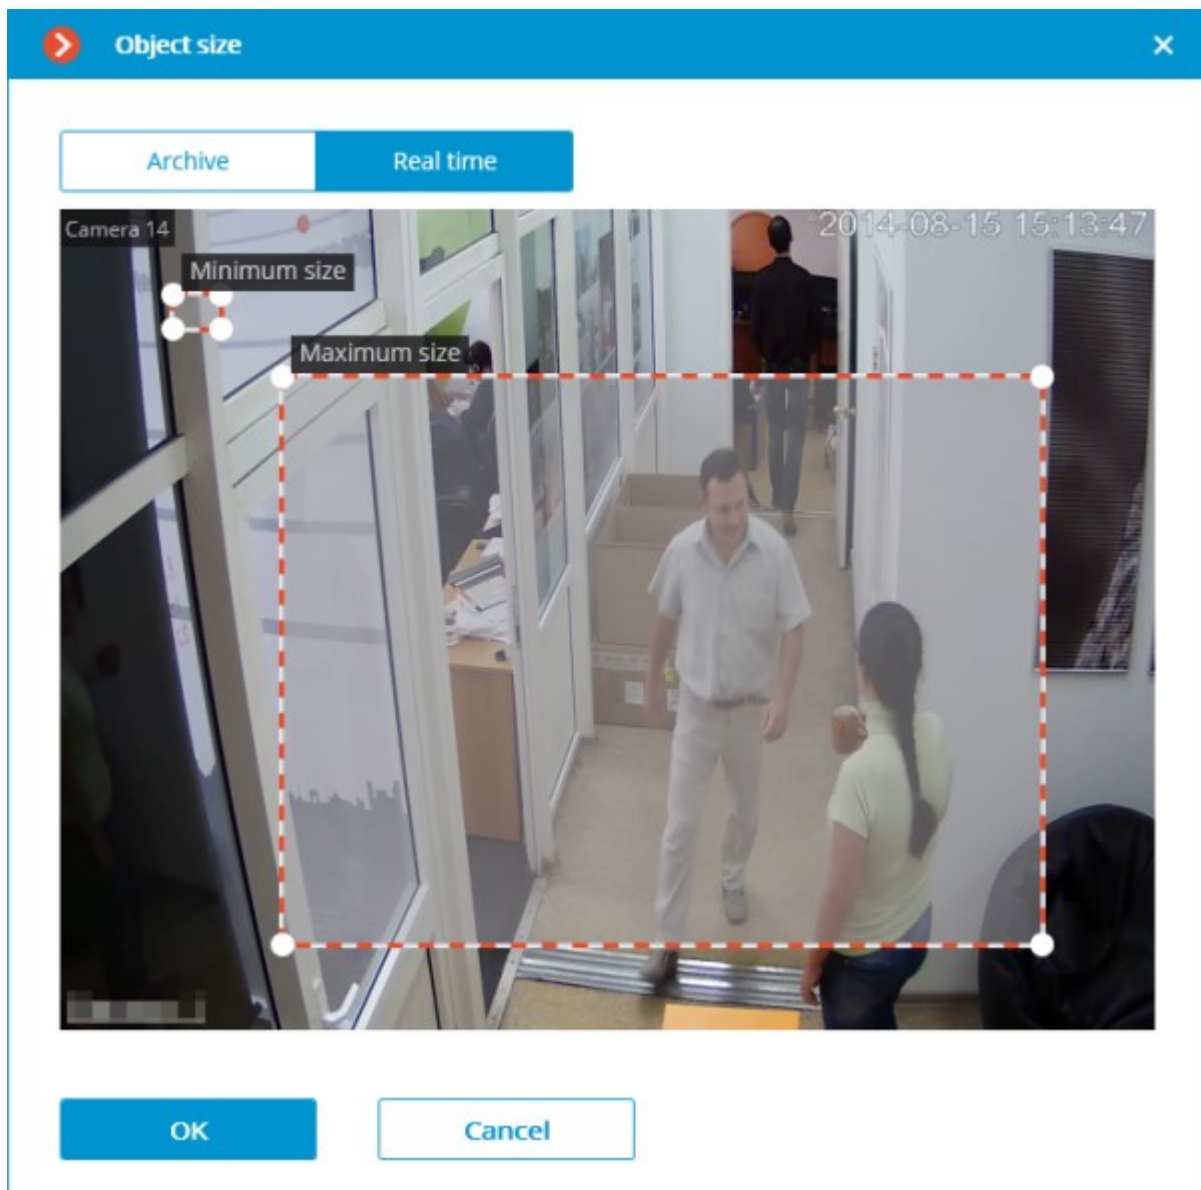 Object size
Archive
Real time
Camera 14
2014-08-15 15:13:47
Minimum size
Maximum size
OK
Cancel